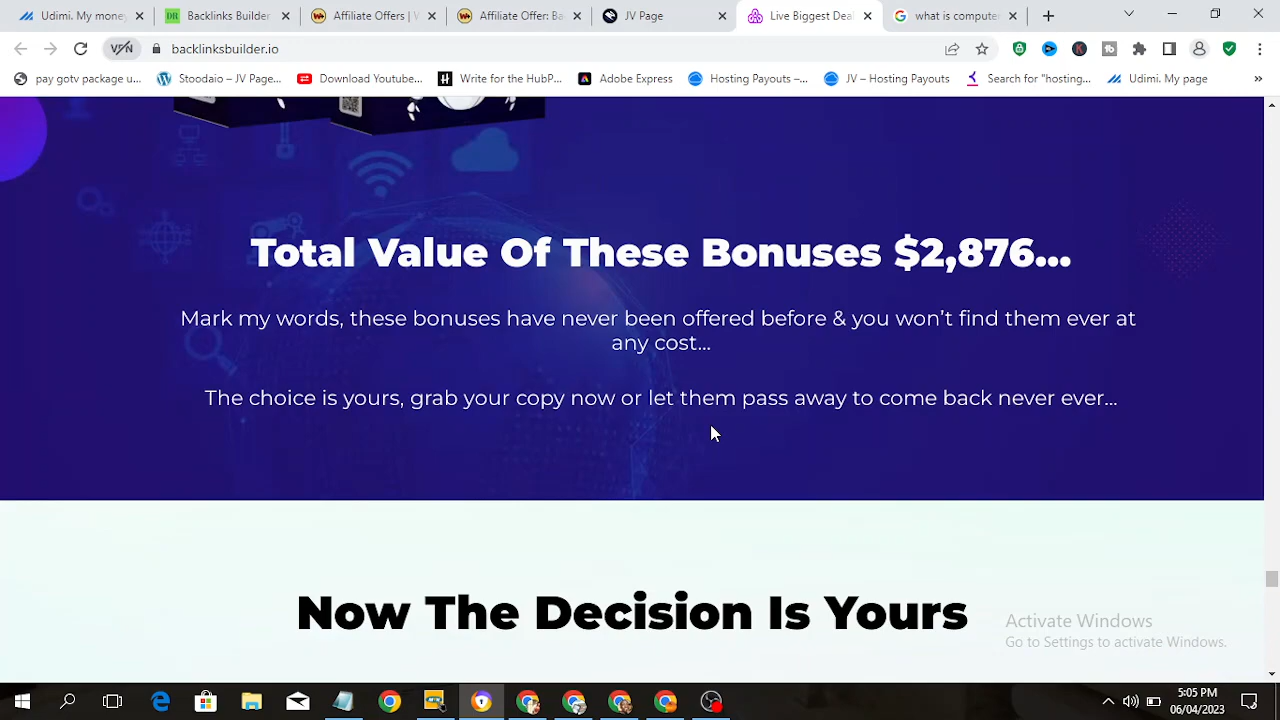 Udimi. My money
Backlinks Builder
Affiliate Offers | W
Affiliate Offer: Ba
JV Page
Live Biggest Dea
what is compute
VPN
backlinksbuilder.io
pay gotv package u...
Stoodaio – JV Page...
Download Youtube...
Write for the HubP...
Adobe Express
Hosting Payouts –...
JV – Hosting Payouts
Search for "hosting...
Udimi. My page
Total Value Of These Bonuses $2,876...
Mark my words, these bonuses have never been offered before & you won’t find them ever at
any cost...
The choice is yours, grab your copy now or let them pass away to come back never ever...
Now The Decision Is Yours
Activate Windows
Go to Settings to activate Windows.
5:05 PM
06/04/2023